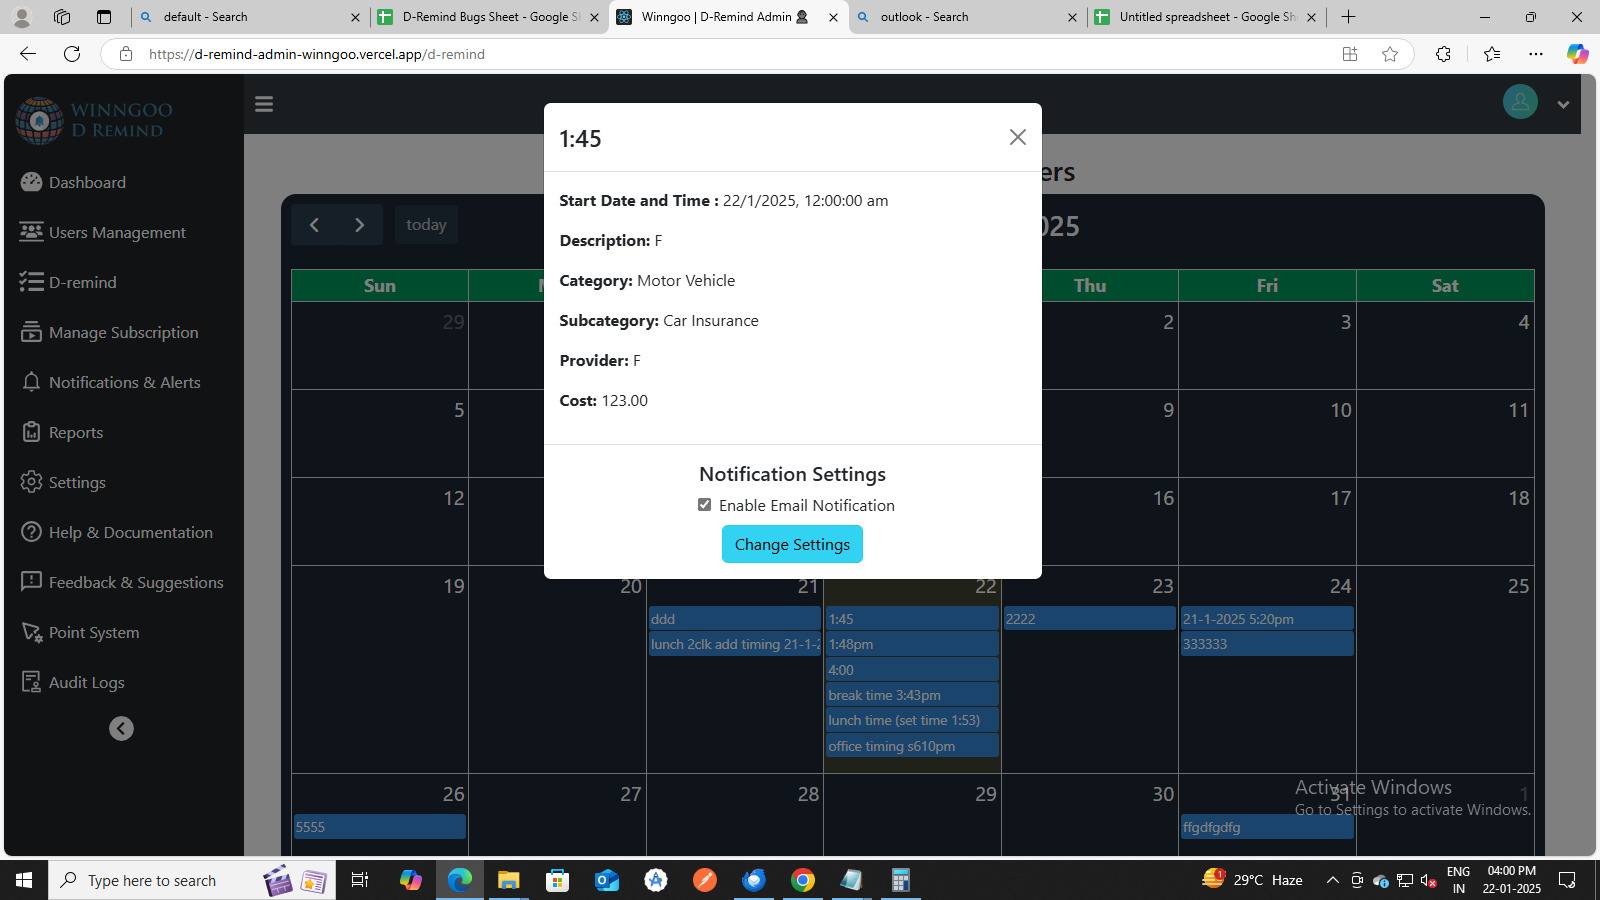 default - Search
D-Remind Bugs Sheet - Google Sh
Winngoo | D-Remind Admin
outlook - Search
Untitled spreadsheet - Google She
https://d-remind-admin-winngoo.vercel.app/d-remind
WINNGOO
D REMIND
Dashboard
Users Management
D-remind
Manage Subscription
Notifications & Alerts
Reports
Settings
Help & Documentation
Feedback & Suggestions
Point System
Audit Logs
ers
today
025
1:45
Start Date and Time : 22/1/2025, 12:00:00 am
Description: F
Category: Motor Vehicle
Subcategory: Car Insurance
Provider: F
Cost: 123.00
Notification Settings
Enable Email Notification
Change Settings
Sun
Thu
Fri
Sat
29
2
3
4
5
9
10
11
12
16
17
18
19
20
21
22
23
24
25
ddd
lunch 2clk add timing 21-1-2
1:45
1:48pm
4:00
break time 3:43pm
lunch time (set time 1:53)
office timing s610pm
2222
21-1-2025 5:20pm
333333
26
27
28
29
30
31
1
5555
ffgdfgdfg
Activate Windows
Go to Settings to activate Windows.
Type here to search
1
29°C Haze
ENG
IN
04:00 PM
22-01-2025